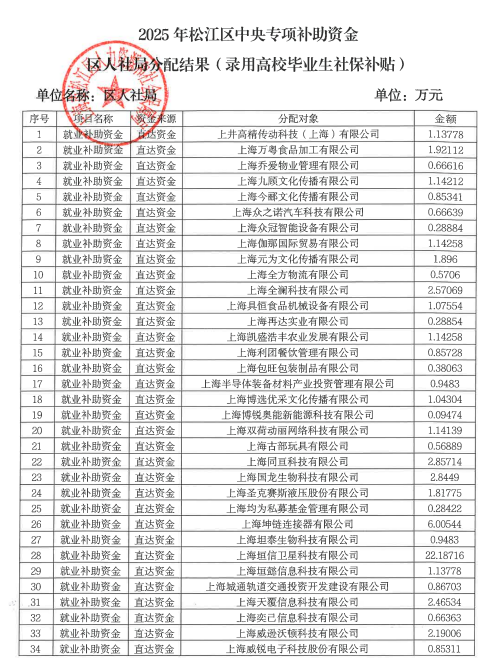 2025年松江区中央专项补助资金
区人社局分配结果（录用高校毕业生社保补贴）
单位名称：区人社局 单位：万元
序号 项目名称 资金来源 分配对象 金额
1 就业补助资金 直达资金 上井高精传动科技（上海）有限公司 1.13778
2 就业补助资金 直达资金 上海万粤食品加工有限公司 1.92112
3 就业补助资金 直达资金 上海乔爱物业管理有限公司 0.66616
4 就业补助资金 直达资金 上海九顾文化传播有限公司 1.14212
5 就业补助资金 直达资金 上海今郦文化传播有限公司 0.85341
6 就业补助资金 直达资金 上海众之诺汽车科技有限公司 0.66639
7 就业补助资金 直达资金 上海众冠智能设备有限公司 0.28884
8 就业补助资金 直达资金 上海伽那国际贸易有限公司 1.14258
9 就业补助资金 直达资金 上海元为文化传播有限公司 1.896
10 就业补助资金 直达资金 上海全方物流有限公司 0.5706
11 就业补助资金 直达资金 上海全澜科技有限公司 2.57069
12 就业补助资金 直达资金 上海具恒食品机械设备有限公司 1.07554
13 就业补助资金 直达资金 上海再达实业有限公司 0.28854
14 就业补助资金 直达资金 上海凯盛浩丰农业发展有限公司 1.14258
15 就业补助资金 直达资金 上海利团餐饮管理有限公司 0.85728
16 就业补助资金 直达资金 上海包旺包装制品有限公司 0.38063
17 就业补助资金 直达资金 上海半导体装备材料产业投资管理有限公司 0.9483
18 就业补助资金 直达资金 上海博选优采文化传播有限公司 1.04304
19 就业补助资金 直达资金 上海博锐奥能新能源科技有限公司 0.09474
20 就业补助资金 直达资金 上海双荷动丽网络科技有限公司 1.14139
21 就业补助资金 直达资金 上海古部玩具有限公司 0.56889
22 就业补助资金 直达资金 上海同亘科技有限公司 2.85714
23 就业补助资金 直达资金 上海国龙生物科技有限公司 2.8449
24 就业补助资金 直达资金 上海圣克赛斯液压股份有限公司 1.81775
25 就业补助资金 直达资金 上海均为私募基金管理有限公司 0.28422
26 就业补助资金 直达资金 上海坤链连接器有限公司 6.00544
27 就业补助资金 直达资金 上海坦泰生物科技有限公司 0.9483
28 就业补助资金 直达资金 上海垣信卫星科技有限公司 22.18716
29 就业补助资金 直达资金 上海垣懿信息科技有限公司 1.13778
30 就业补助资金 直达资金 上海城通轨道交通投资开发建设有限公司 0.86703
31 就业补助资金 直达资金 上海天覆信息科技有限公司 2.46534
32 就业补助资金 直达资金 上海奕己信息科技有限公司 0.66363
33 就业补助资金 直达资金 上海威逊沃顿科技有限公司 2.19006
34 就业补助资金 直达资金 上海威锐电子科技股份有限公司 0.85311